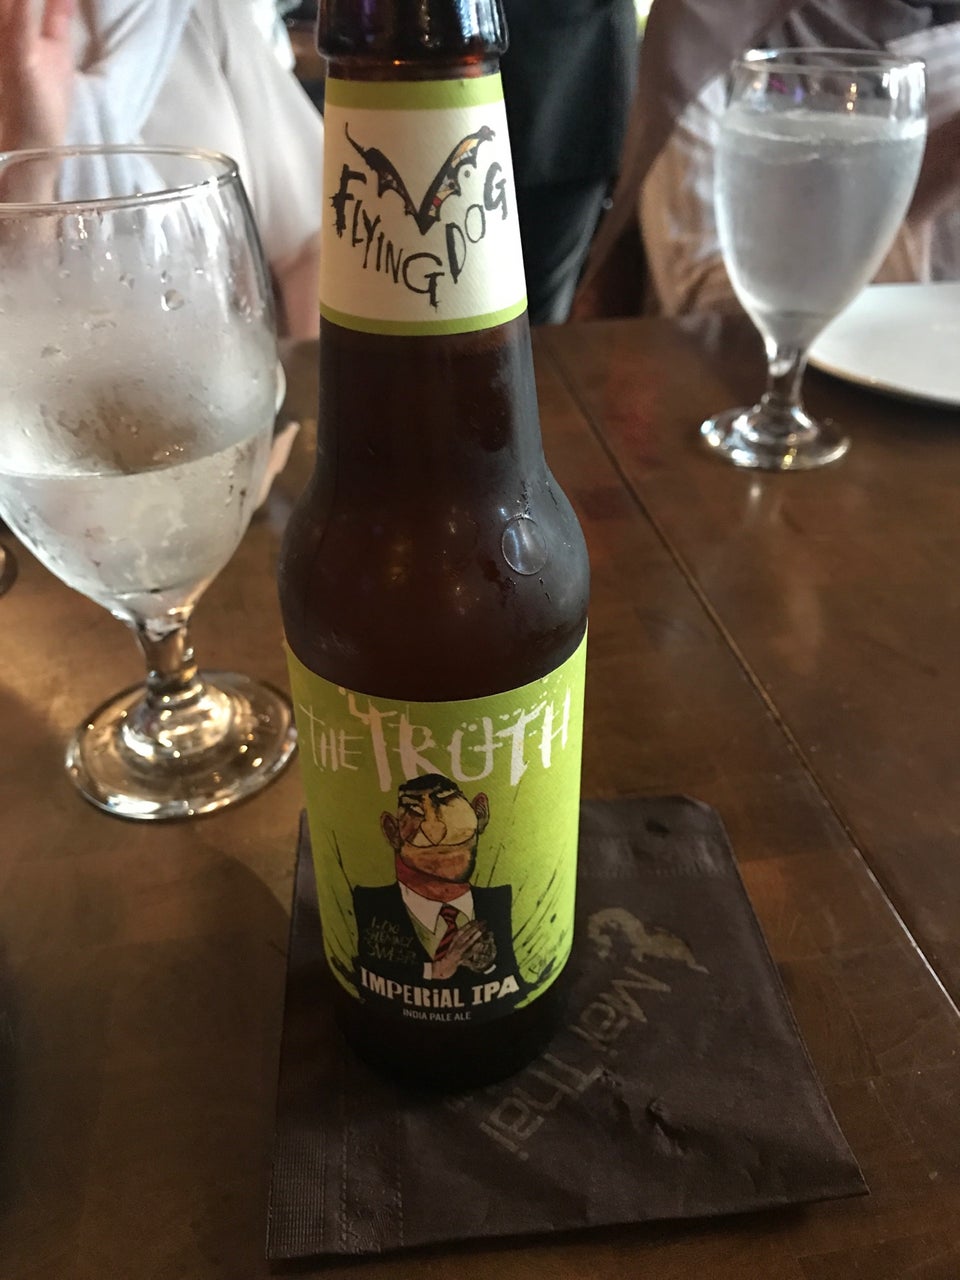 FLYING DOG
THE TRUTH
IMPERiAL IPA
INDIA PALE ALE
Mai Thai